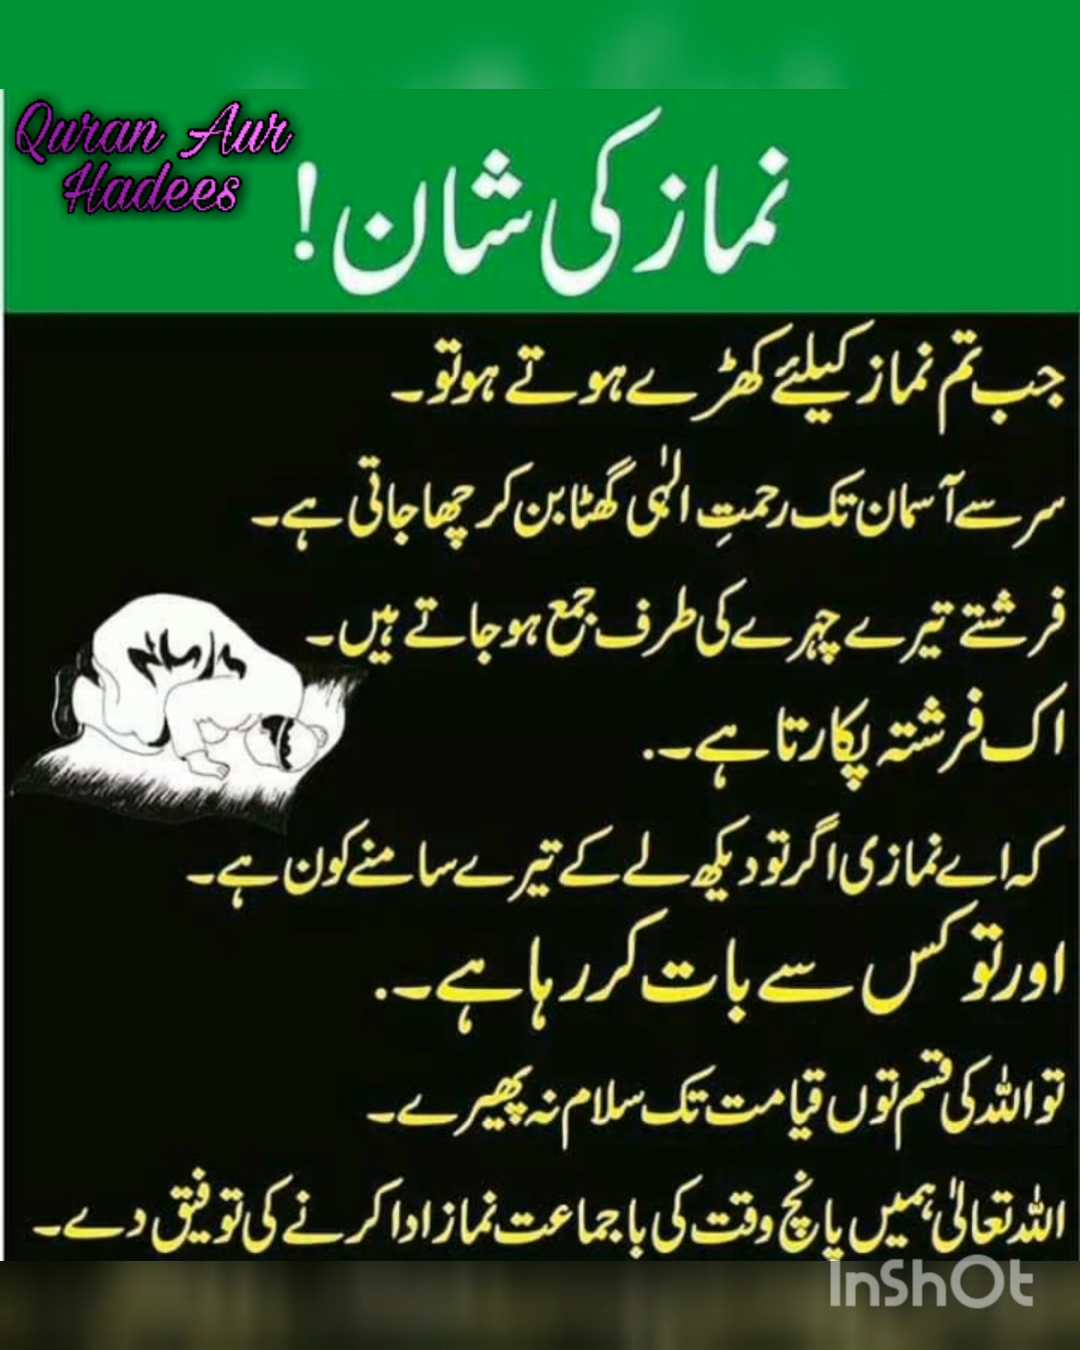 Quran Aur
Hadees
نماز کی شان!
جب تم نماز کیلئے کھڑے ہوتے ہو تو۔
سر سے آسمان تک رحمتِ الٰہی گھٹا بن کر چھا جاتی ہے۔
فرشتے تیرے چہرے کی طرف جمع ہو جاتے ہیں۔
اک فرشتہ پکارتا ہے۔.
کہ اے نمازی اگر تو دیکھ لے کے تیرے سامنے کون ہے۔
اور تو کس سے بات کر رہا ہے۔.
تو اللہ کی قسم توں قیامت تک سلام نہ پھیرے۔
اللہ تعالیٰ ہمیں پانچ وقت کی با جماعت نماز ادا کرنے کی توفیق دے۔
InShOt